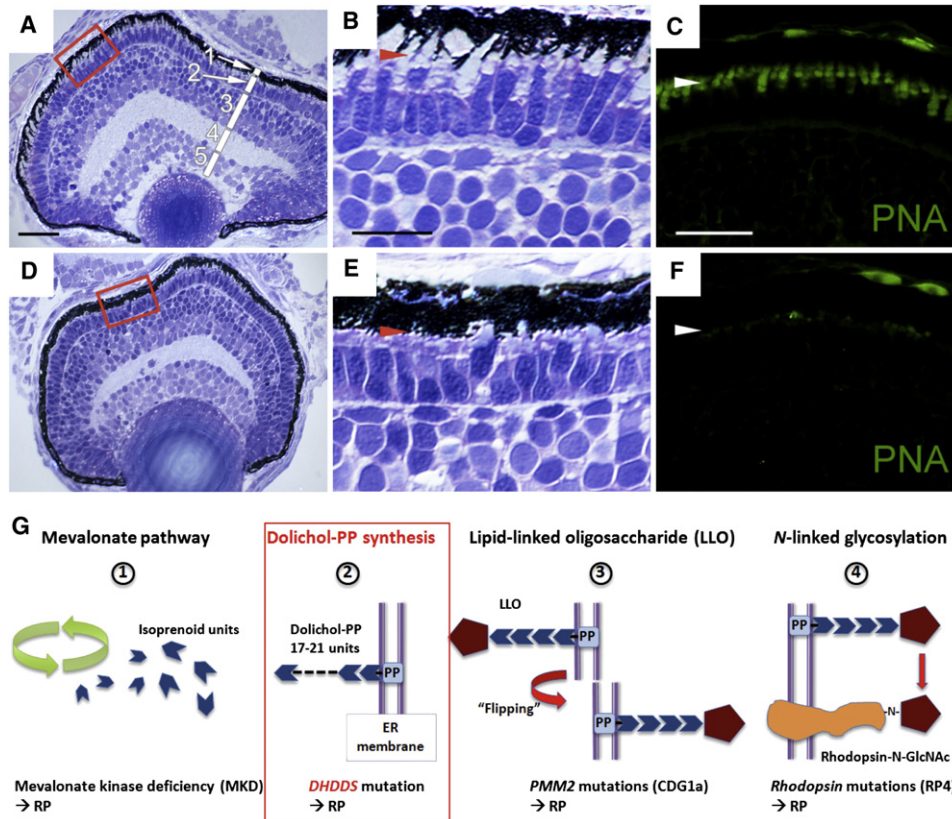 A
1
2
3
4
5
B
C
PNA
D
E
F
PNA
G
Mevalonate pathway
1
Isoprenoid units
Mevalonate kinase deficiency (MKD)
→ RP
Dolichol-PP synthesis
2
Dolichol-PP
17-21 units
PP
ER
membrane
DHDDS mutation
→ RP
Lipid-linked oligosaccharide (LLO)
3
LLO
PP
"Flipping"
PP
PMM2 mutations (CDG1a)
→ RP
N-linked glycosylation
4
PP
-N-
Rhodopsin-N-GlcNAc
Rhodopsin mutations (RP4
→ RP